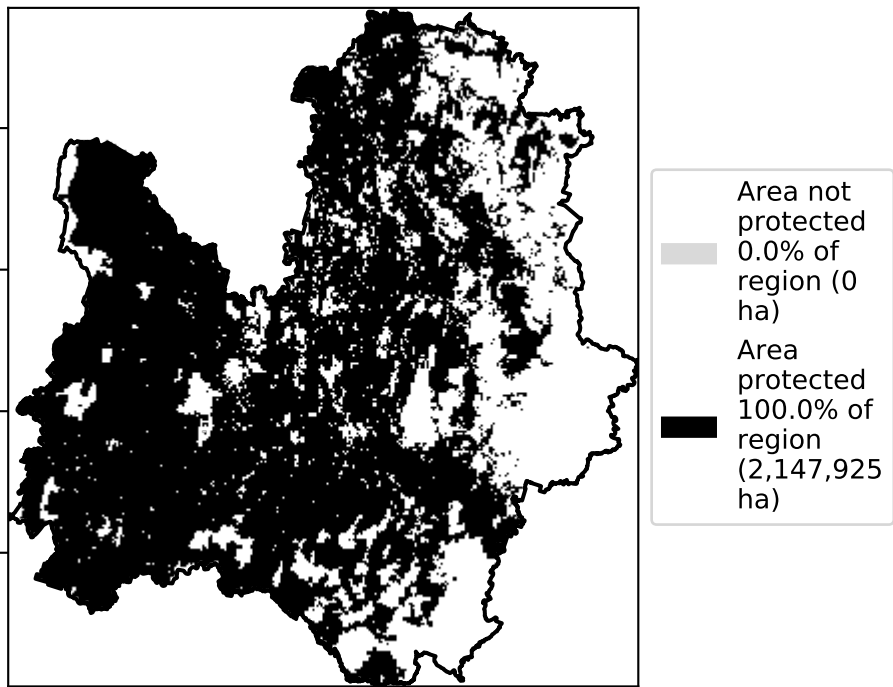 Area not
protected
0.0% of
region (0
ha)
Area
protected
100.0% of
region
(2,147,925
ha)